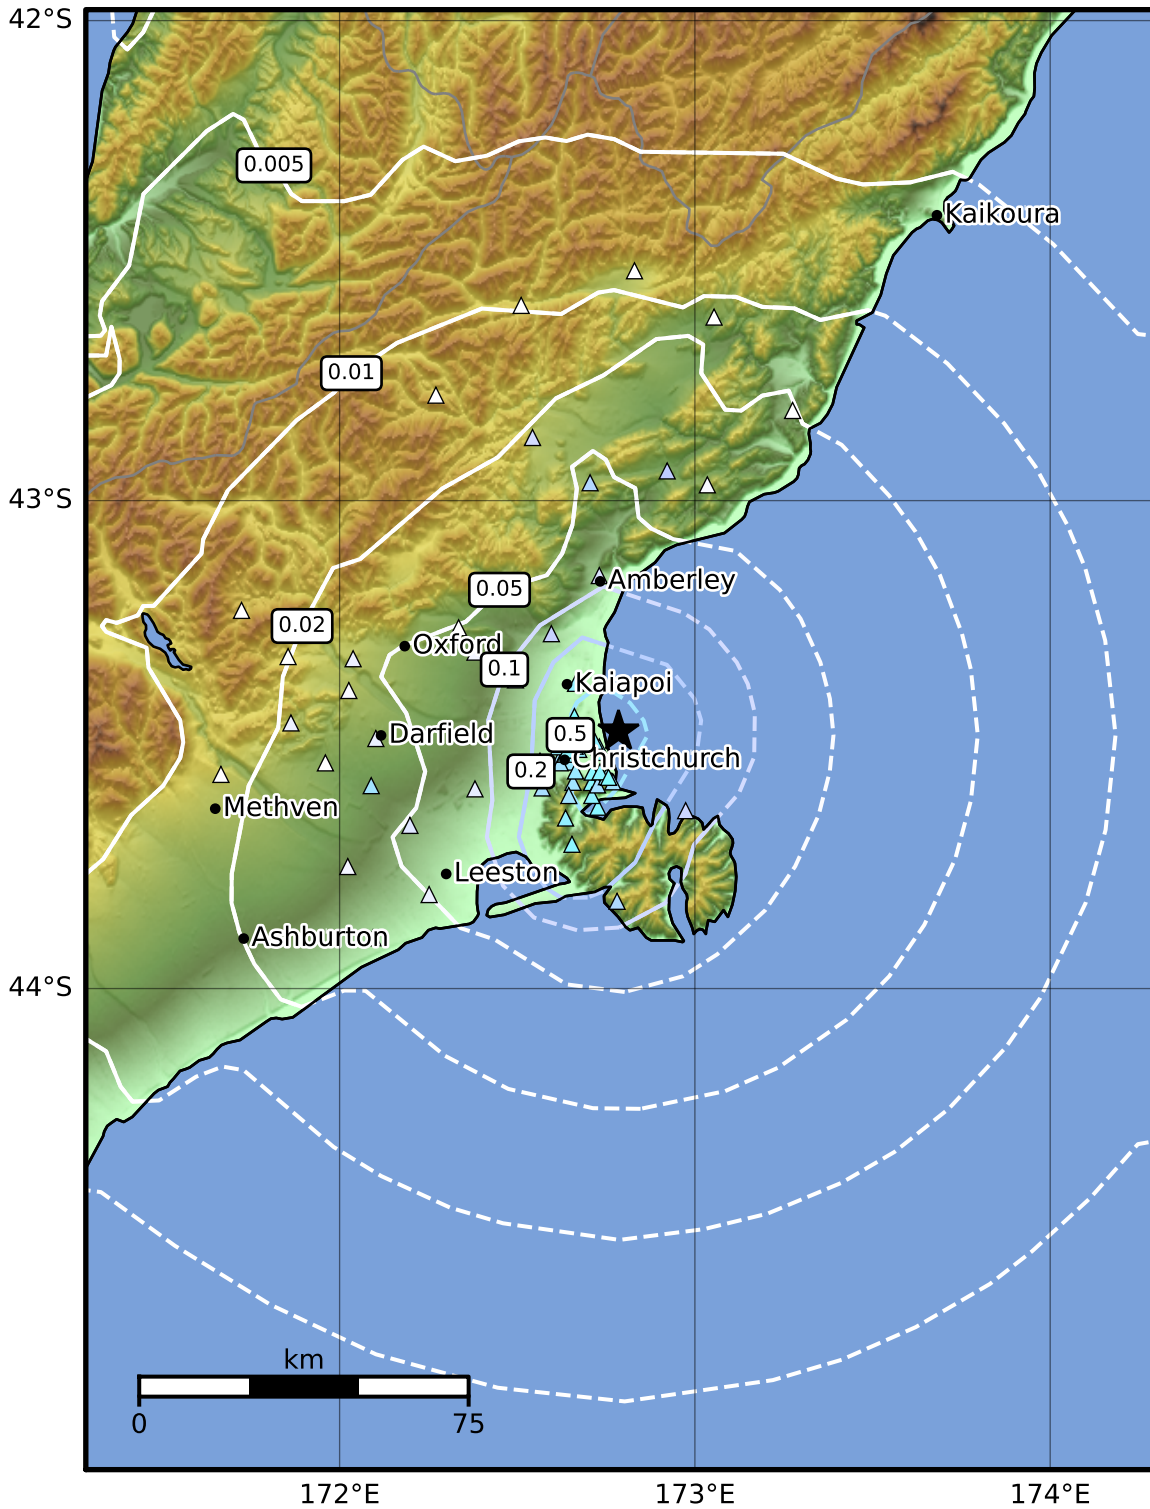 42°S
0.005
Kaikoura
0.01
43°S
Amberley
0.05
0.02
Oxford
0.1
Kaiapoi
Darfield
0.5
Christchurch
0.2
Methven
Leeston
Ashburton
44°S
km
0 75
172°E 173°E 174°E